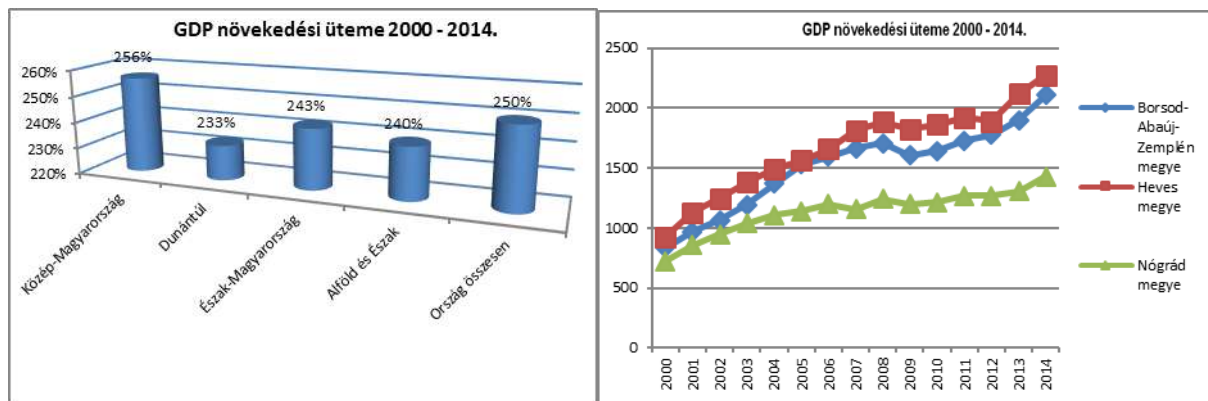 GDP növekedési üteme 2000 - 2014.
256%
233%
243%
240%
250%
260%
250%
240%
230%
220%
Közép-Magyarország
Dunántúl
Észak-Magyarország
Alföld és Észak
Ország összesen
GDP növekedési üteme 2000 - 2014.
2500
2000
1500
1000
500
0
2000
2001
2002
2003
2004
2005
2006
2007
2008
2009
2010
2011
2012
2013
2014
Borsod-
Abaúj-
Zemplén
megye
Heves
megye
Nógrád
megye